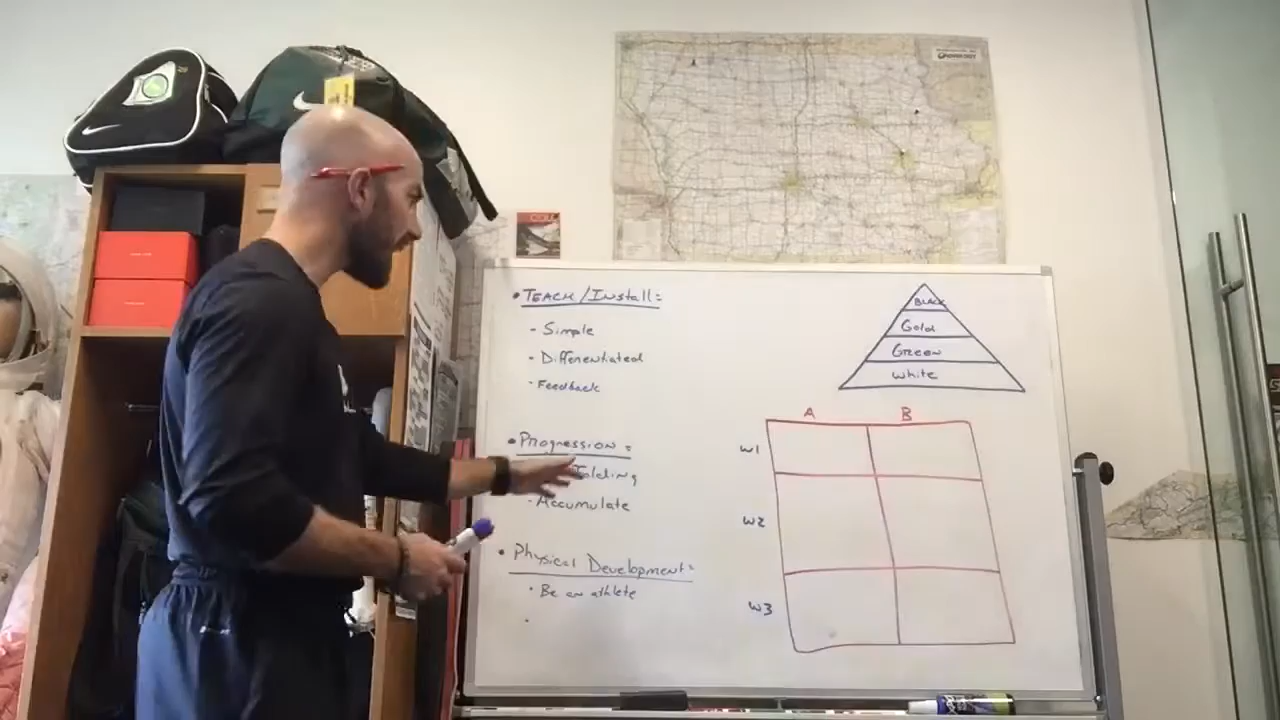 • TEACH/INSTALL:
- Simple
- Differentiated
- Feedback
• Progression =
- Accumulate
• Physical Development:
- Be an athlete
BLACK
Gold
GREEN
White
A B
W1
W2
W3